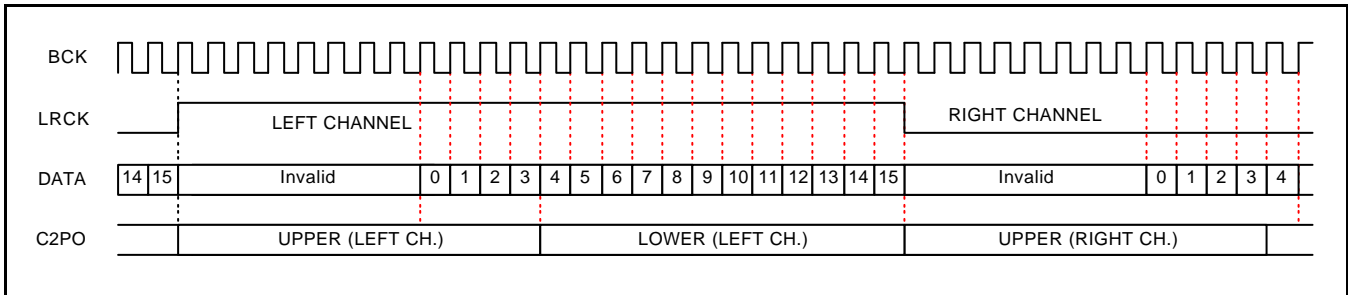 BCK
LRCK LEFT CHANNEL RIGHT CHANNEL
DATA 14 15 Invalid 0 1 2 3 4 5 6 7 8 9 10 11 12 13 14 15 Invalid 0 1 2 3 4
C2PO UPPER (LEFT CH.) LOWER (LEFT CH.) UPPER (RIGHT CH.)